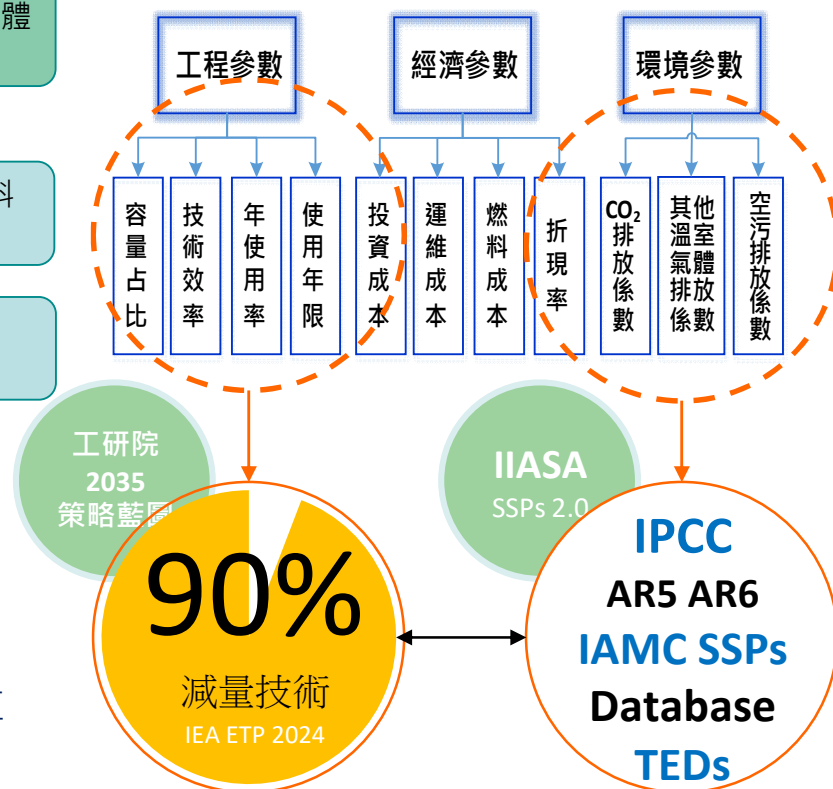 體
工程參數
經濟參數
環境參數
料
容量占比
技術效率
年使用率
使用年限
投資成本
運維成本
燃料成本
折現率
CO₂排放係數
其他溫室氣體排放係數
空污排放係數
工研院
2035
策略藍圖
IIASA
SSPs 2.0
90%
減量技術
IEA ETP 2024
IPCC
AR5 AR6
IAMC SSPs
Database
TEDs